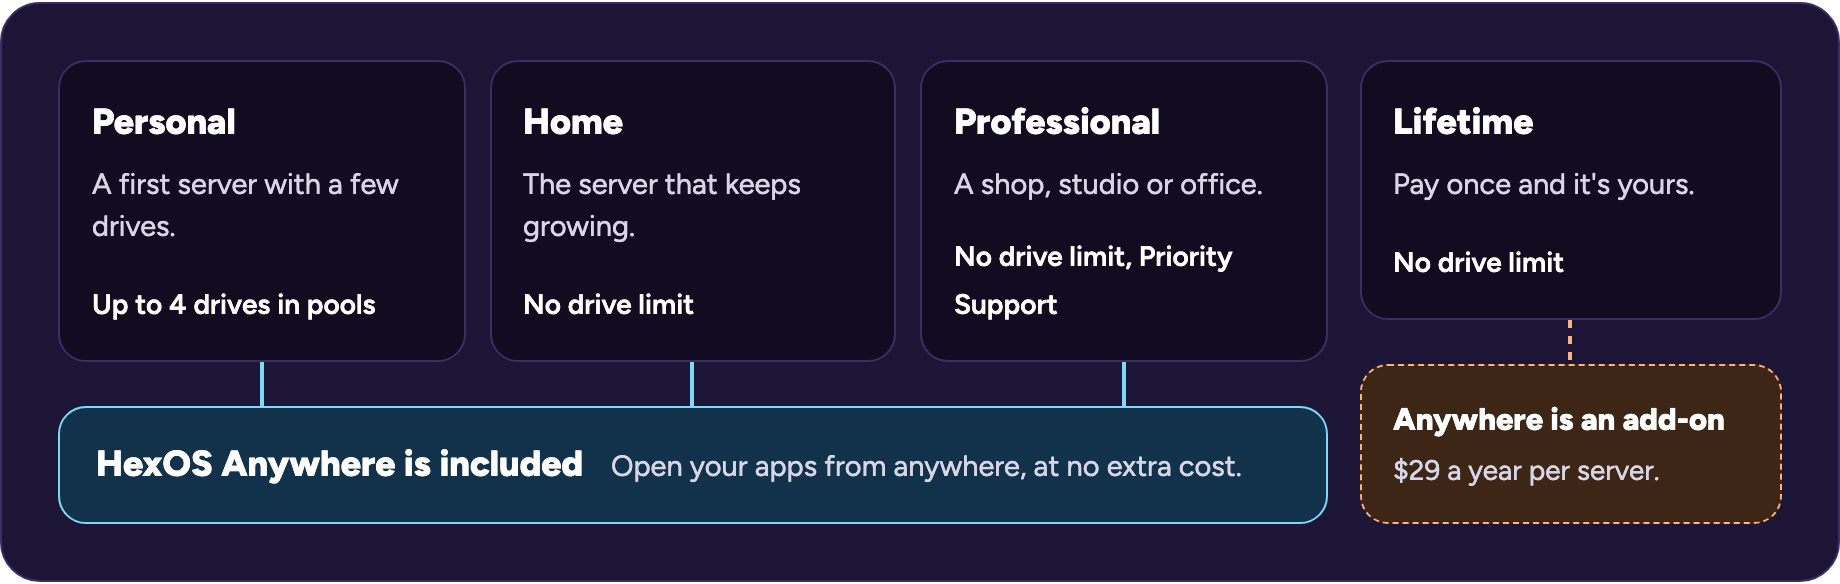 Personal
A first server with a few
drives.
Up to 4 drives in pools
Home
The server that keeps
growing.
No drive limit
Professional
A shop, studio or office.
No drive limit, Priority
Support
HexOS Anywhere is included
Open your apps from anywhere, at no extra cost.
Lifetime
Pay once and it's yours.
No drive limit
Anywhere is an add-on
$29 a year per server.